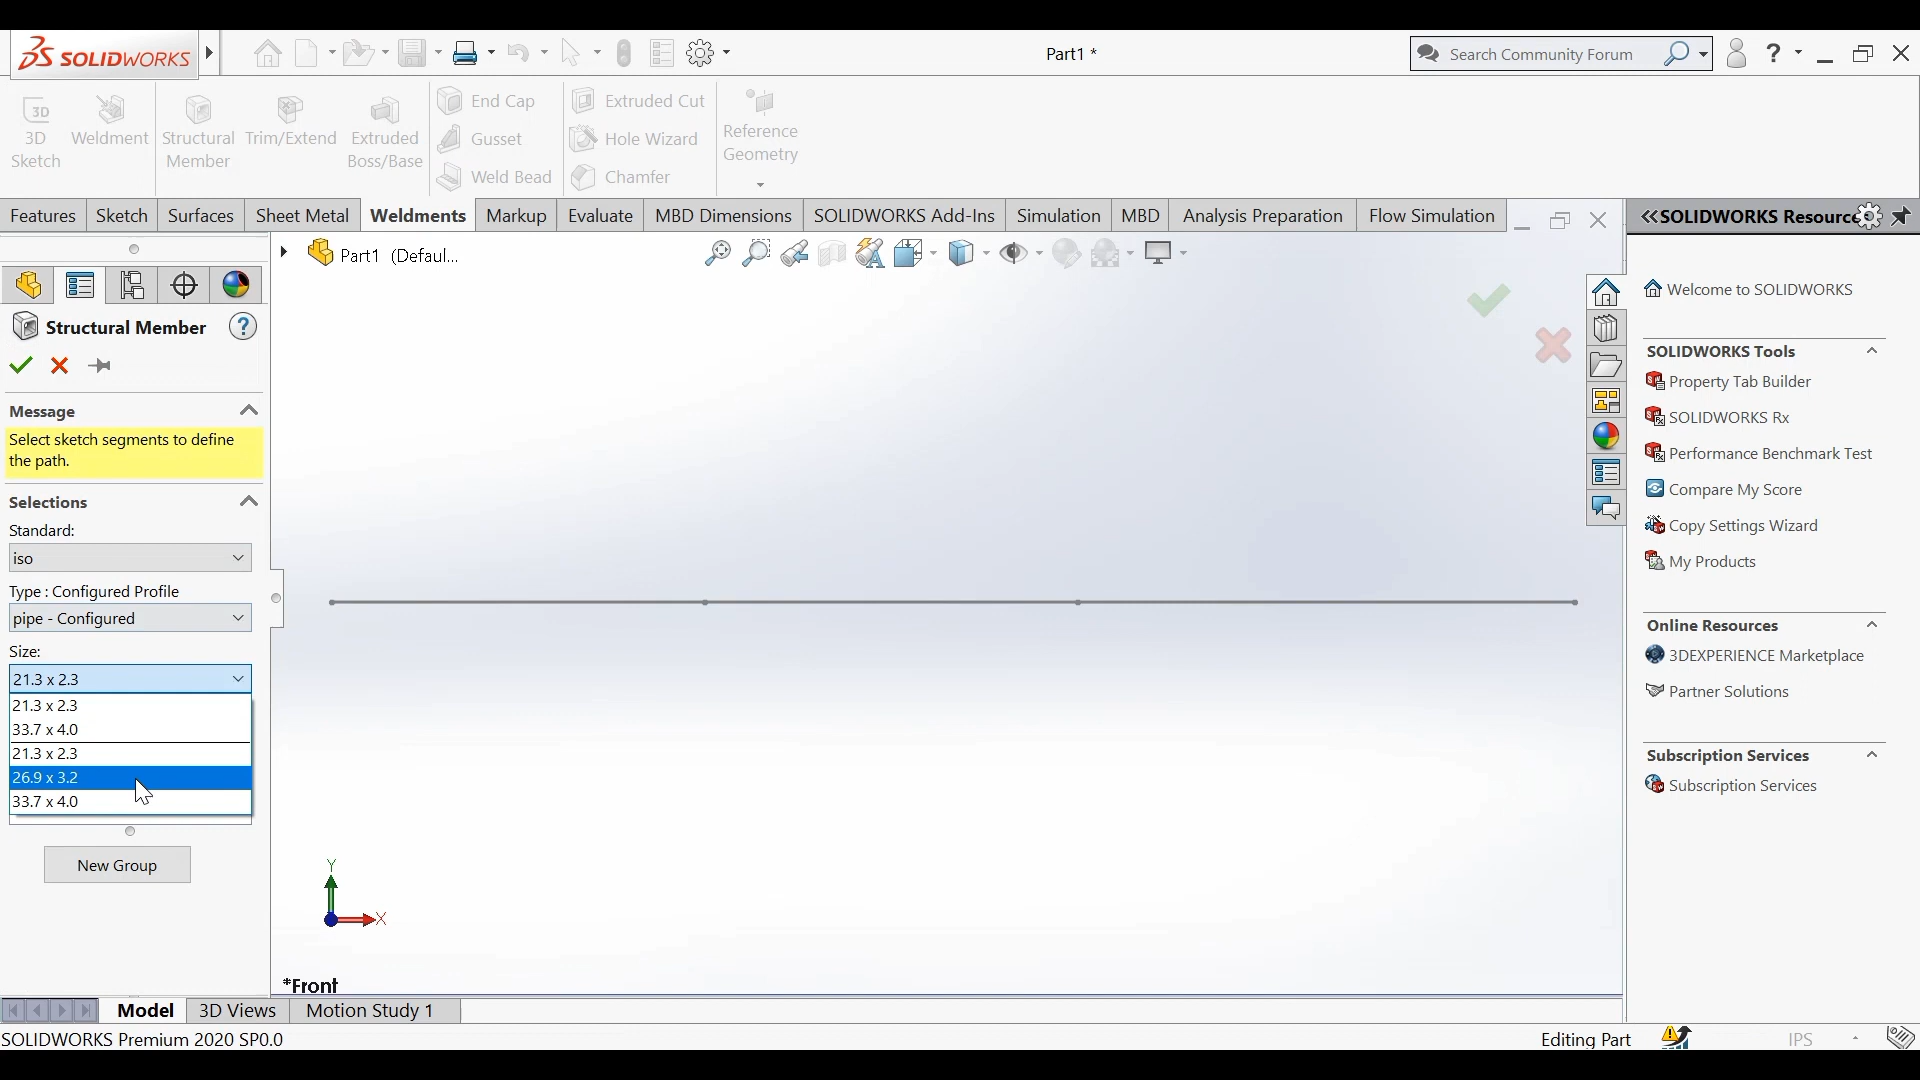 SOLIDWORKS
Part1 *
Search Community Forum
?
3D
Sketch
Weldment
Structural
Member
Trim/Extend
Extruded
Boss/Base
End Cap
Gusset
Weld Bead
Extruded Cut
Hole Wizard
Chamfer
Reference
Geometry
Features
Sketch
Surfaces
Sheet Metal
Weldments
Markup
Evaluate
MBD Dimensions
SOLIDWORKS Add-Ins
Simulation
MBD
Analysis Preparation
Flow Simulation
Part1 (Defaul...
Structural Member
?
Message
Select sketch segments to define
the path.
Selections
Standard:
iso
Type : Configured Profile
pipe - Configured
Size:
21.3 x 2.3
21.3 x 2.3
33.7 x 4.0
21.3 x 2.3
26.9 x 3.2
33.7 x 4.0
New Group
Y
X
*Front
SOLIDWORKS Resource
Welcome to SOLIDWORKS
SOLIDWORKS Tools
Property Tab Builder
SOLIDWORKS Rx
Performance Benchmark Test
Compare My Score
Copy Settings Wizard
My Products
Online Resources
3DEXPERIENCE Marketplace
Partner Solutions
Subscription Services
Subscription Services
Model
3D Views
Motion Study 1
SOLIDWORKS Premium 2020 SP0.0
Editing Part
IPS